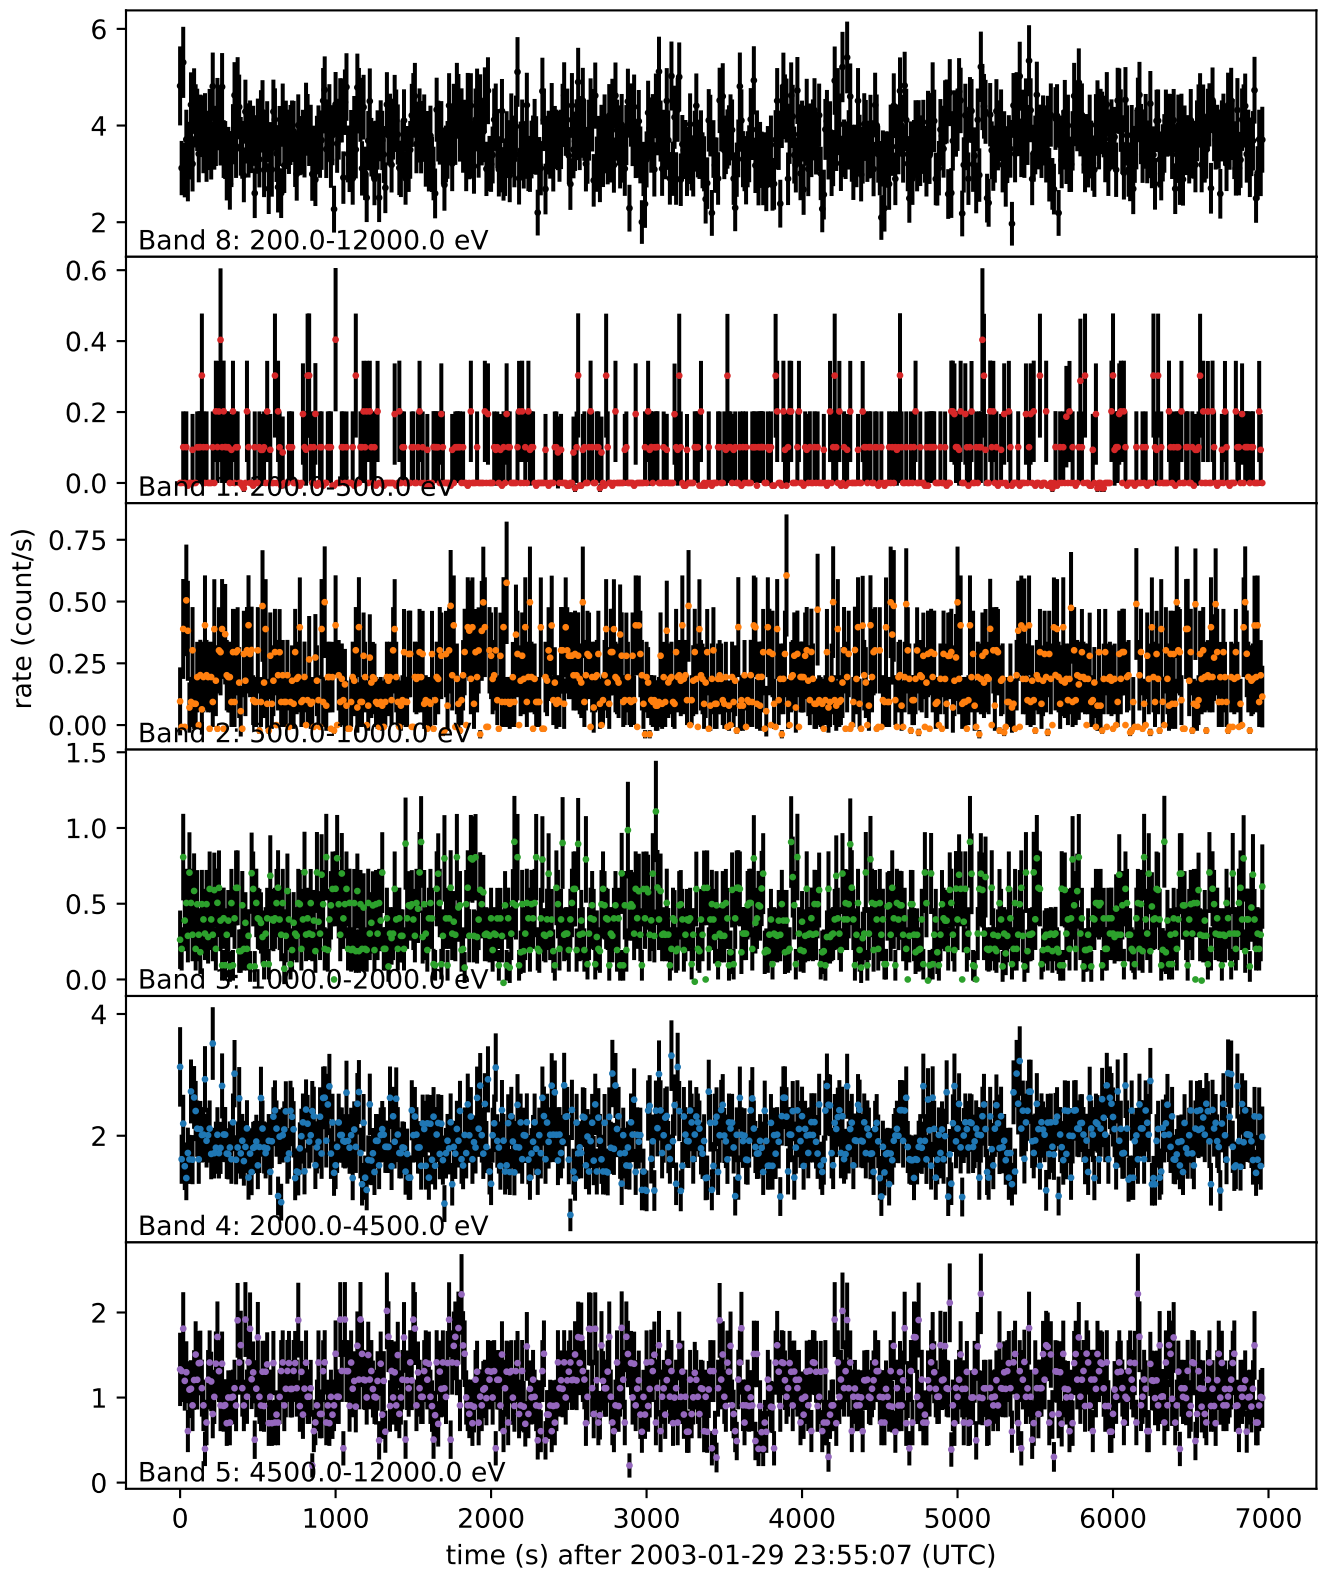 6
4
2
Band 8: 200.0-12000.0 eV
0.6
0.4
0.2
0.0
Band 1: 200.0-500.0 eV
0.75
0.50
0.25
0.00
Band 2: 500.0-1000.0 eV
rate (count/s)
1.5
1.0
0.5
0.0
Band 3: 1000.0-2000.0 eV
4
2
Band 4: 2000.0-4500.0 eV
2
1
0
Band 5: 4500.0-12000.0 eV
0 1000 2000 3000 4000 5000 6000 7000
time (s) after 2003-01-29 23:55:07 (UTC)